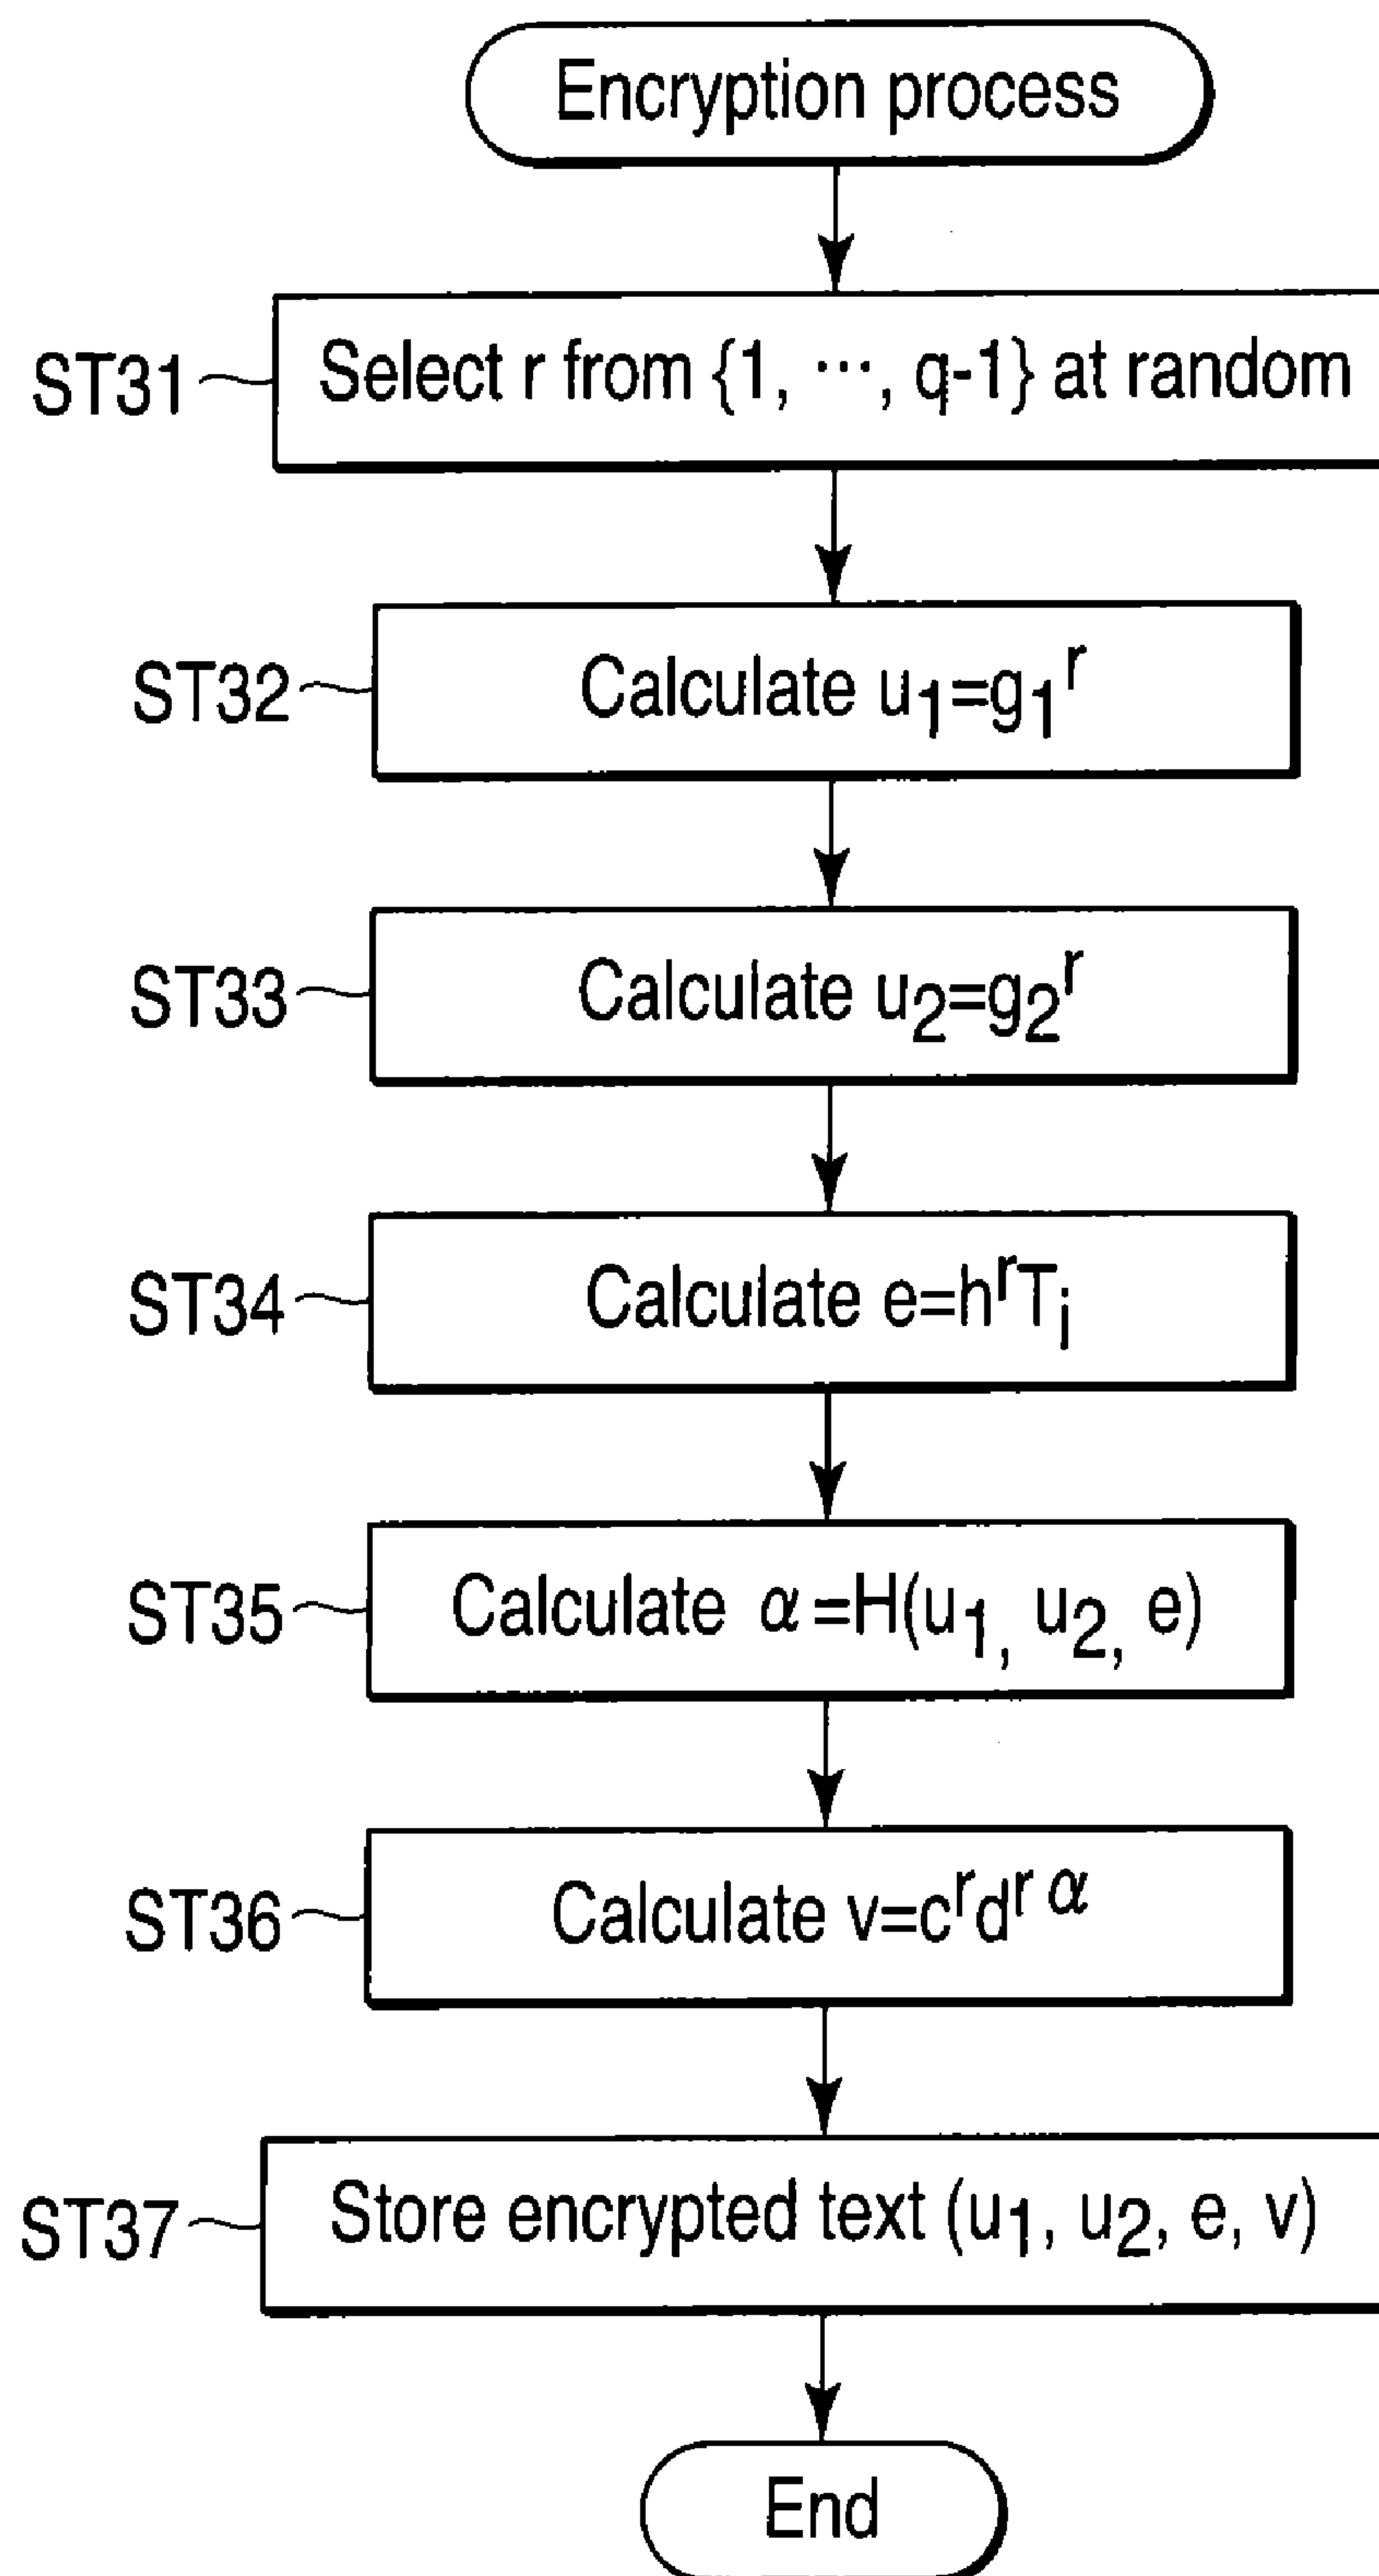 Encryption process
ST31 Select r from {1, ···, q-1} at random
ST32 Calculate u₁=g₁ʳ
ST33 Calculate u₂=g₂ʳ
ST34 Calculate e=hʳTᵢ
ST35 Calculate α=H(u₁, u₂, e)
ST36 Calculate v=cʳdʳ ᵅ
ST37 Store encrypted text (u₁, u₂, e, v)
End